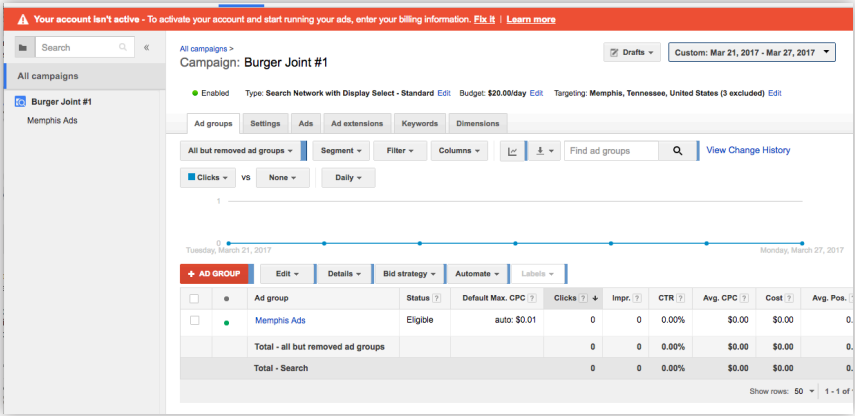 Your account isn't active - To activate your account and start running your ads, enter your billing information. Fix it | Learn more
Search
«
All campaigns
Burger Joint #1
Memphis Ads
All campaigns >
Campaign: Burger Joint #1
Drafts
Custom: Mar 21, 2017 - Mar 27, 2017
Enabled Type: Search Network with Display Select - Standard Edit Budget: $20.00/day Edit Targeting: Memphis, Tennessee, United States (3 excluded) Edit
Ad groups Settings Ads Ad extensions Keywords Dimensions
All but removed ad groups Segment Filter Columns Find ad groups View Change History
Clicks VS None Daily
1
0
Tuesday, March 21, 2017 Monday, March 27, 2017
+ AD GROUP Edit Details Bid strategy Automate Labels
Ad group Status ? Default Max. CPC ? Clicks ? ↓ Impr. ? CTR ? Avg. CPC ? Cost ? Avg. Pos. ?
Memphis Ads Eligible auto: $0.01 0 0 0.00% $0.00 $0.00 0.
Total - all but removed ad groups 0 0 0.00% $0.00 $0.00 0.
Total - Search 0 0 0.00% $0.00 $0.00 0.
Show rows: 50 1 - 1 of